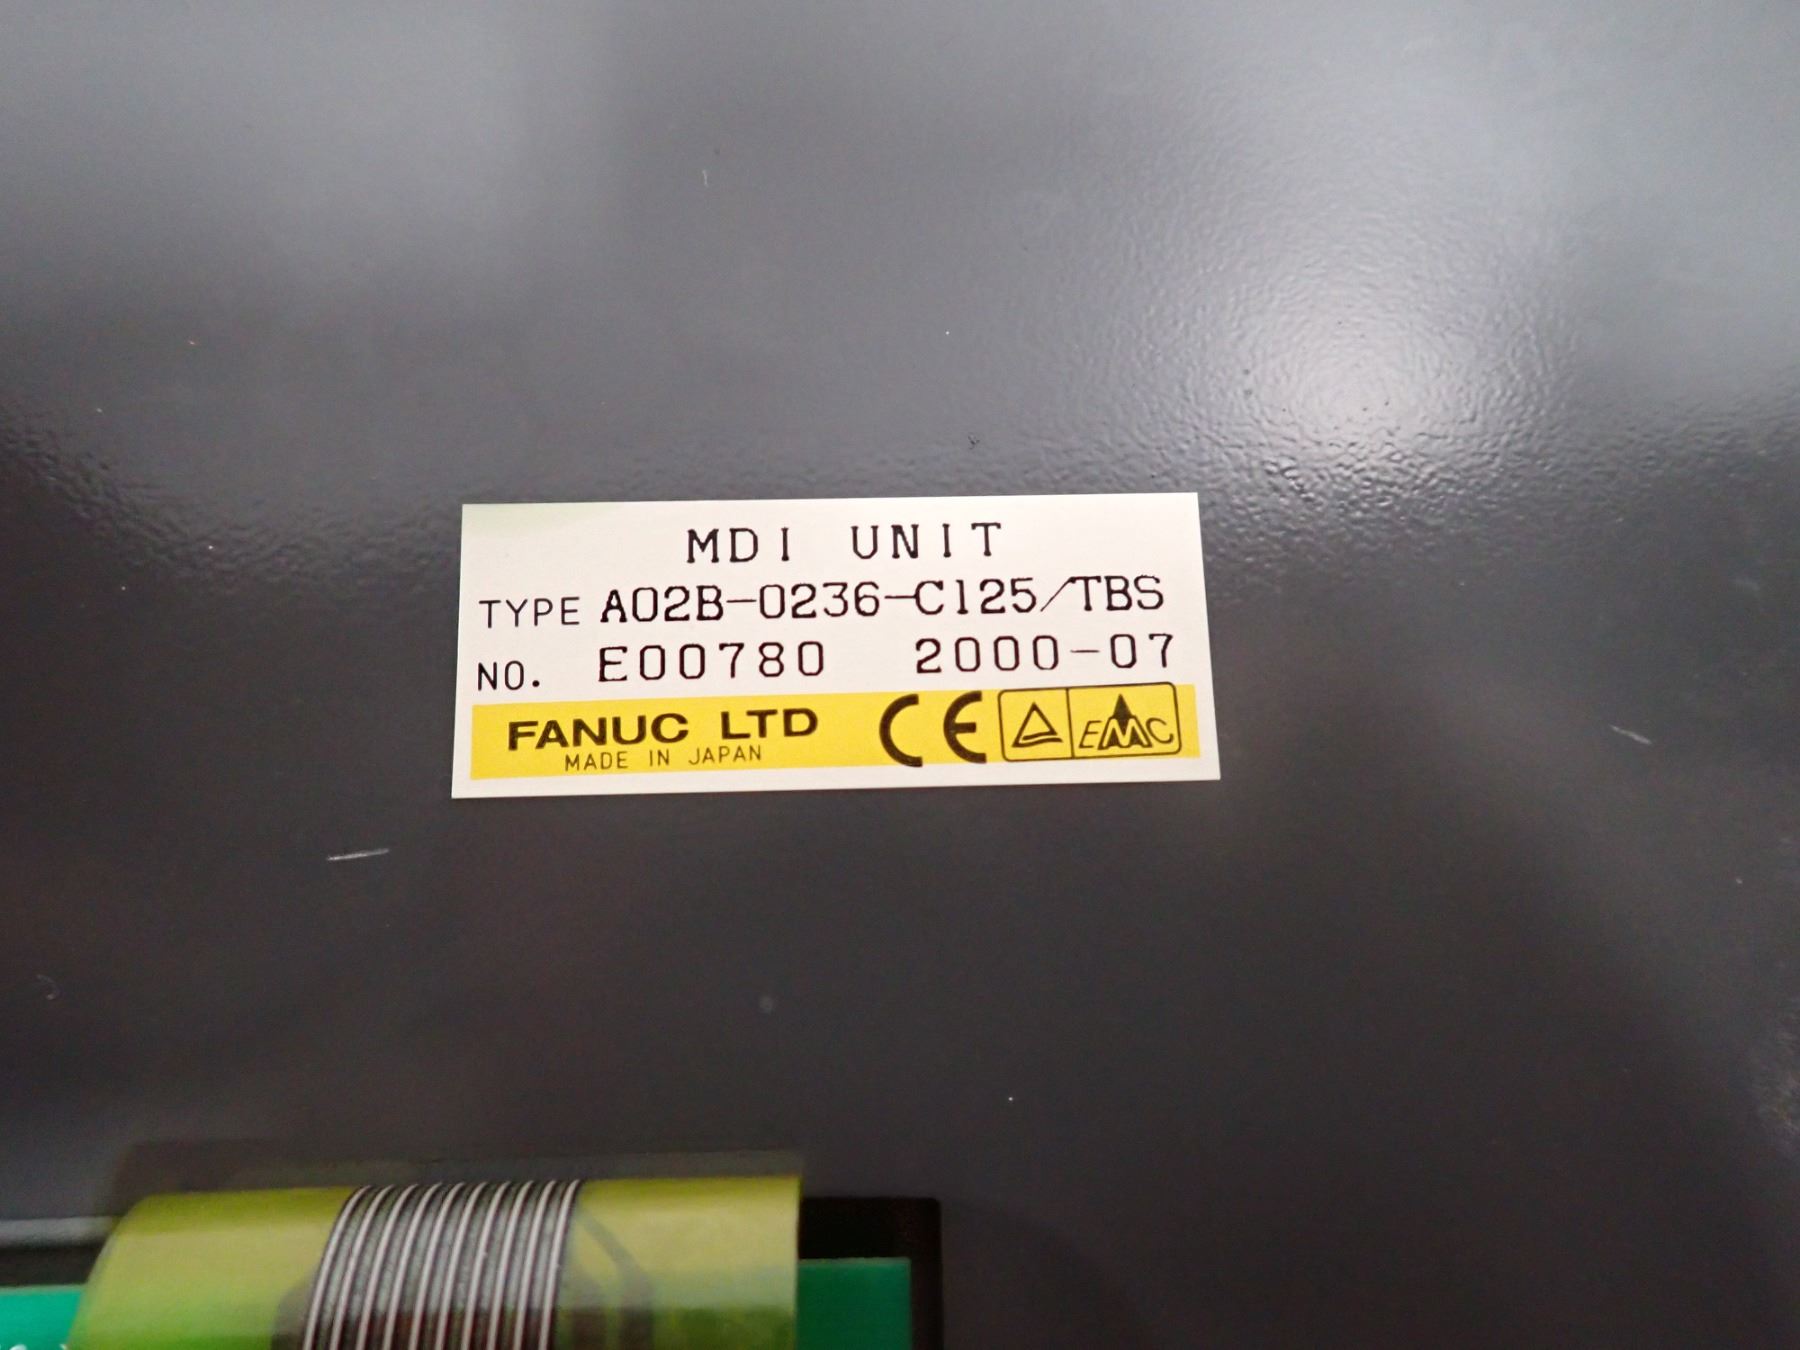 MDI UNIT
TYPE A02B-0236-C125/TBS
NO. E00780 2000-07
FANUC LTD CE EMC
MADE IN JAPAN